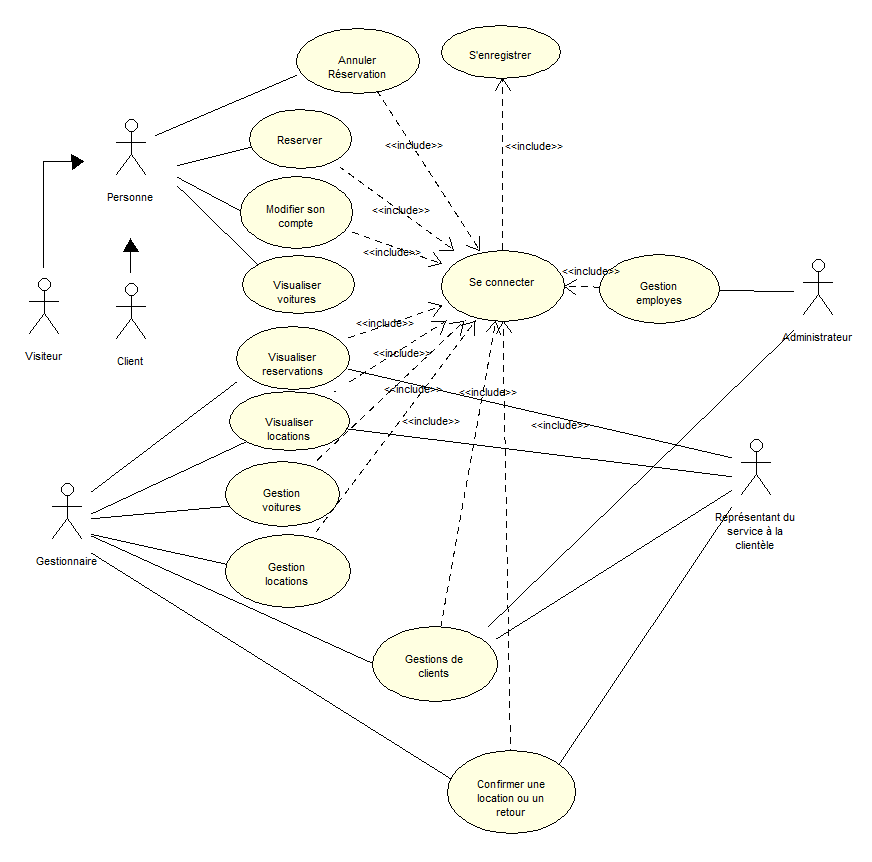 Annuler
Réservation
S'enregistrer
<<include>>
<<include>>
Reserver
Personne
Modifier son
compte
<<include>>
<<include>>
Visualiser
voitures
Se connecter
<<include>>
Gestion
employes
Visiteur
Client
Administrateur
<<include>>
Visualiser
reservations
<<include>>
<<include>>
<<include>>
Visualiser
locations
<<include>>
<<include>>
Gestion
voitures
Représentant du
service à la
clientèle
Gestionnaire
Gestion
locations
Gestions de
clients
Confirmer une
location ou un
retour